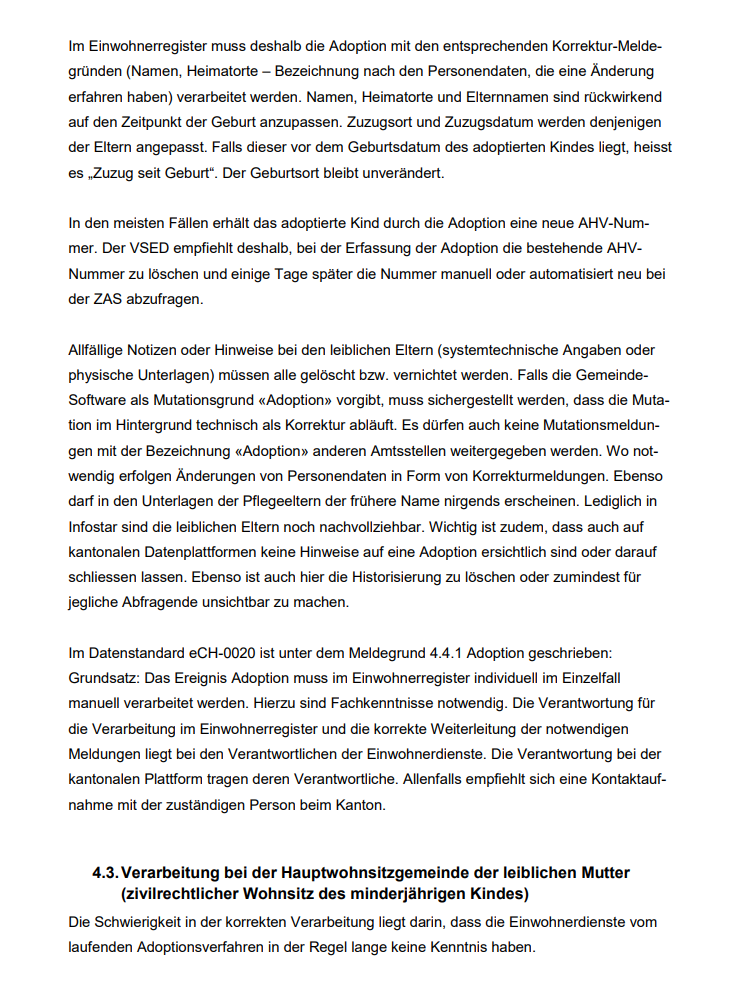 Im Einwohnerregister muss deshalb die Adoption mit den entsprechenden Korrektur-Melde-
gründen (Namen, Heimatorte – Bezeichnung nach den Personendaten, die eine Änderung
erfahren haben) verarbeitet werden. Namen, Heimatorte und Elternnamen sind rückwirkend
auf den Zeitpunkt der Geburt anzupassen. Zuzugsort und Zuzugsdatum werden denjenigen
der Eltern angepasst. Falls dieser vor dem Geburtsdatum des adoptierten Kindes liegt, heisst
es „Zuzug seit Geburt“. Der Geburtsort bleibt unverändert.
In den meisten Fällen erhält das adoptierte Kind durch die Adoption eine neue AHV-Num-
mer. Der VSED empfiehlt deshalb, bei der Erfassung der Adoption die bestehende AHV-
Nummer zu löschen und einige Tage später die Nummer manuell oder automatisiert neu bei
der ZAS abzufragen.
Allfällige Notizen oder Hinweise bei den leiblichen Eltern (systemtechnische Angaben oder
physische Unterlagen) müssen alle gelöscht bzw. vernichtet werden. Falls die Gemeinde-
Software als Mutationsgrund «Adoption» vorgibt, muss sichergestellt werden, dass die Muta-
tion im Hintergrund technisch als Korrektur abläuft. Es dürfen auch keine Mutationsmeldun-
gen mit der Bezeichnung «Adoption» anderen Amtsstellen weitergegeben werden. Wo not-
wendig erfolgen Änderungen von Personendaten in Form von Korrekturmeldungen. Ebenso
darf in den Unterlagen der Pflegeeltern der frühere Name nirgends erscheinen. Lediglich in
Infostar sind die leiblichen Eltern noch nachvollziehbar. Wichtig ist zudem, dass auch auf
kantonalen Datenplattformen keine Hinweise auf eine Adoption ersichtlich sind oder darauf
schliessen lassen. Ebenso ist auch hier die Historisierung zu löschen oder zumindest für
jegliche Abfragende unsichtbar zu machen.
Im Datenstandard eCH-0020 ist unter dem Meldegrund 4.4.1 Adoption geschrieben:
Grundsatz: Das Ereignis Adoption muss im Einwohnerregister individuell im Einzelfall
manuell verarbeitet werden. Hierzu sind Fachkenntnisse notwendig. Die Verantwortung für
die Verarbeitung im Einwohnerregister und die korrekte Weiterleitung der notwendigen
Meldungen liegt bei den Verantwortlichen der Einwohnerdienste. Die Verantwortung bei der
kantonalen Plattform tragen deren Verantwortliche. Allenfalls empfiehlt sich eine Kontaktauf-
nahme mit der zuständigen Person beim Kanton.
4.3. Verarbeitung bei der Hauptwohnsitzgemeinde der leiblichen Mutter
(zivilrechtlicher Wohnsitz des minderjährigen Kindes)
Die Schwierigkeit in der korrekten Verarbeitung liegt darin, dass die Einwohnerdienste vom
laufenden Adoptionsverfahren in der Regel lange keine Kenntnis haben.